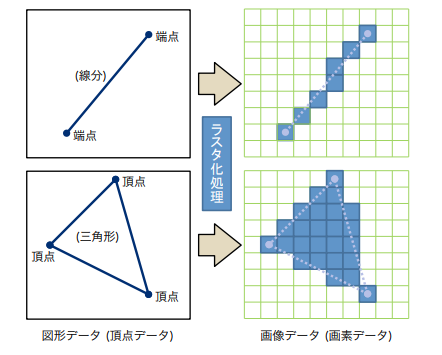 端点
(線分)
端点
ラスタ化処理
頂点
(三角形)
頂点
頂点
図形データ (頂点データ)
画像データ (画素データ)